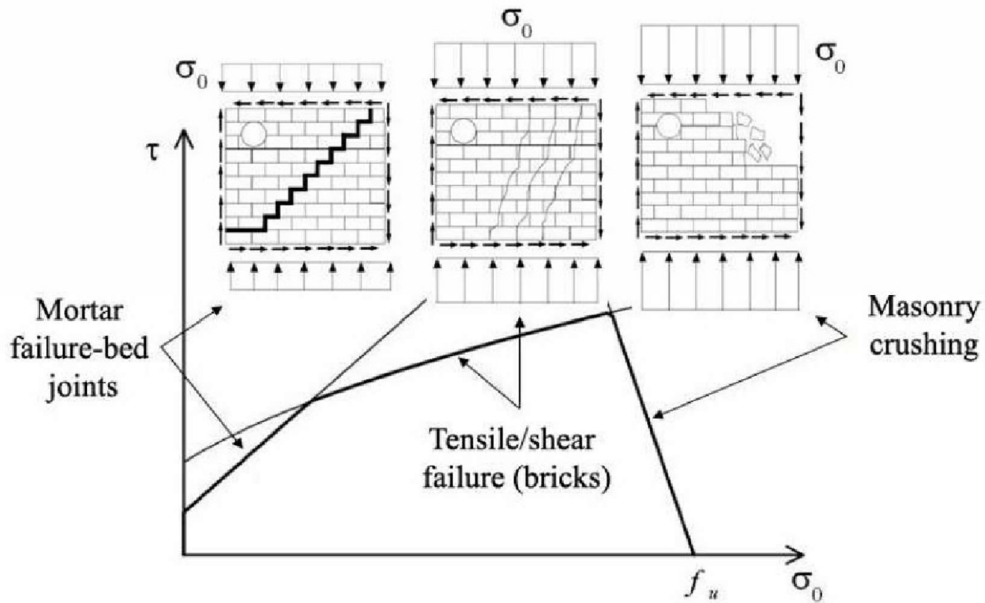 σ₀
σ₀
σ₀
τ
Mortar
failure-bed
joints
Masonry
crushing
Tensile/shear
failure (bricks)
f u
σ₀